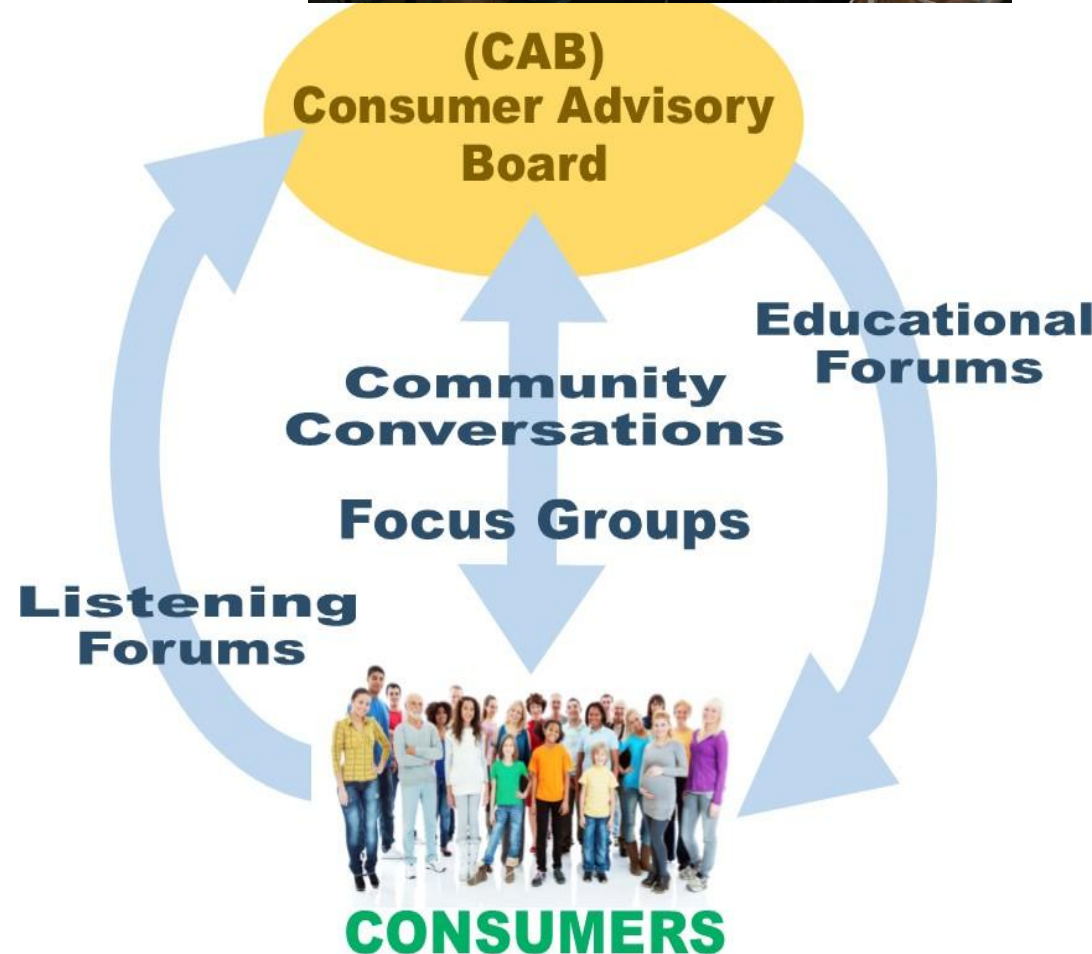 (CAB)
Consumer Advisory
Board
Educational
Forums
Community
Conversations
Focus Groups
Listening
Forums
CONSUMERS